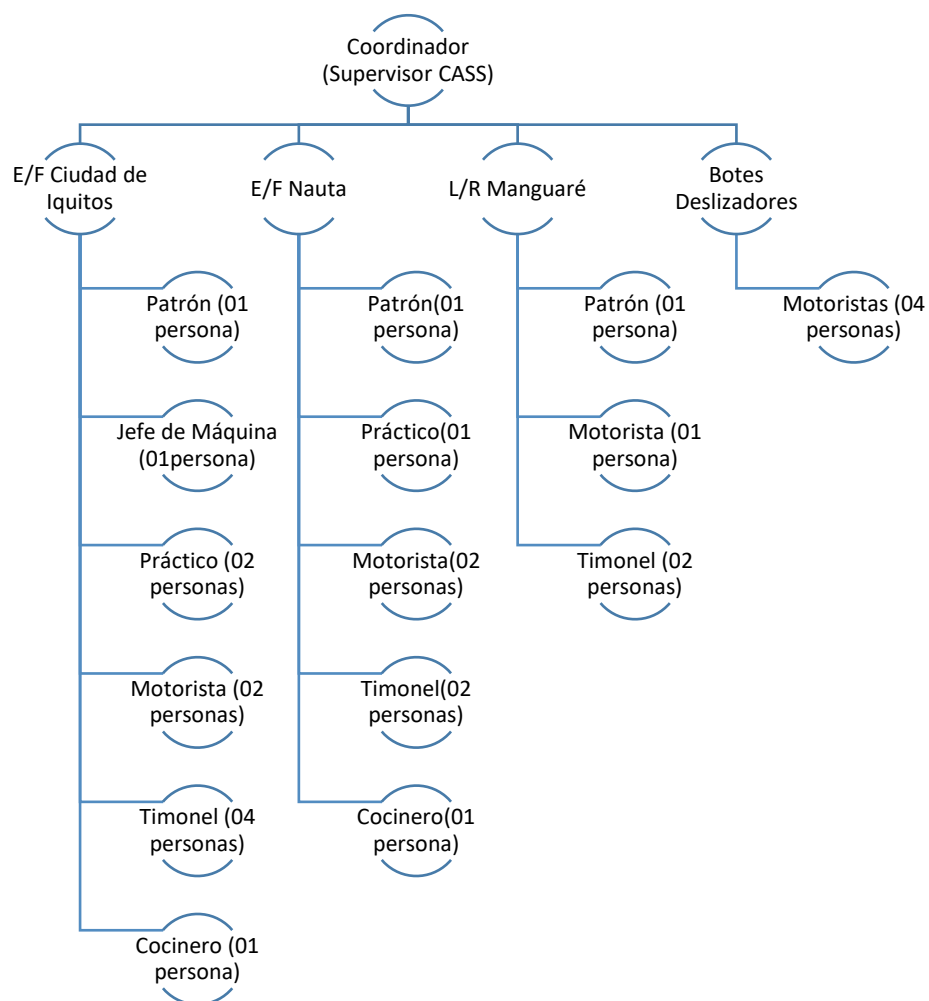 Coordinador
(Supervisor CASS)
E/F Ciudad de
Iquitos
E/F Nauta
L/R Manguaré
Botes
Deslizadores
Patrón (01
persona)
Jefe de Máquina
(01persona)
Práctico (02
personas)
Motorista (02
personas)
Timonel (04
personas)
Cocinero (01
persona)
Patrón(01
persona)
Práctico(01
persona)
Motorista(02
personas)
Timonel(02
personas)
Cocinero(01
persona)
Patrón (01
persona)
Motorista (01
persona)
Timonel (02
personas)
Motoristas (04
personas)